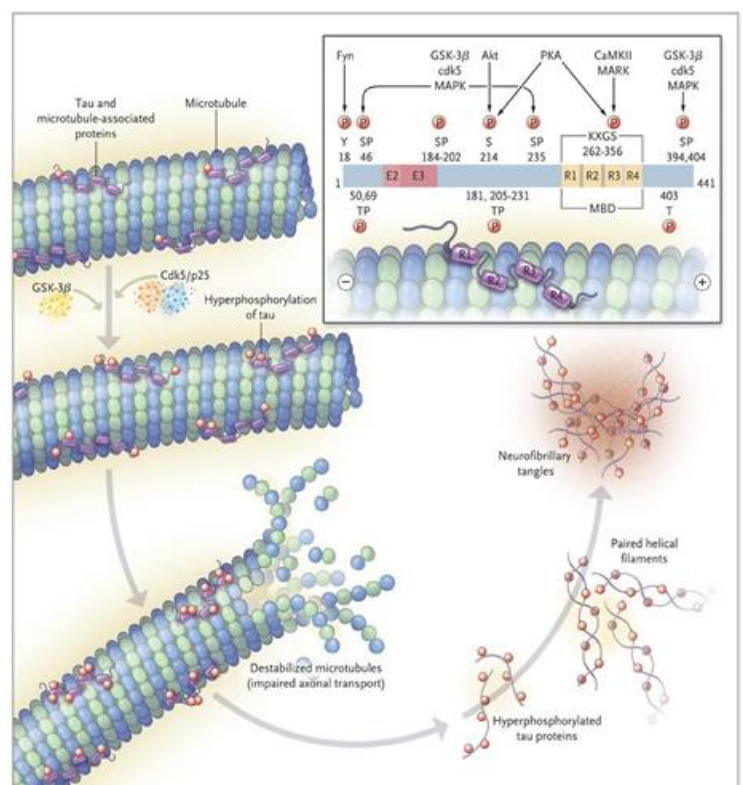 Fyn
GSK-3β
cdk5
MAPK
Akt
PKA
CaMKII
MARK
GSK-3β
cdk5
MAPK
P P P P P P P
Y SP SP S SP KXGS SP
18 46 184-202 214 235 262-356 394,404
1 E2 E3 R1 R2 R3 R4 441
50,69 181, 205-231 MBD 403
TP TP T
P P P
R1 R2 R3 R4
− +
Tau and
microtubule-associated
proteins
Microtubule
GSK-3β
Cdk5/p25
Hyperphosphorylation
of tau
Neurofibrillary
tangles
Paired helical
filaments
Destabilized microtubules
(impaired axonal transport)
Hyperphosphorylated
tau proteins